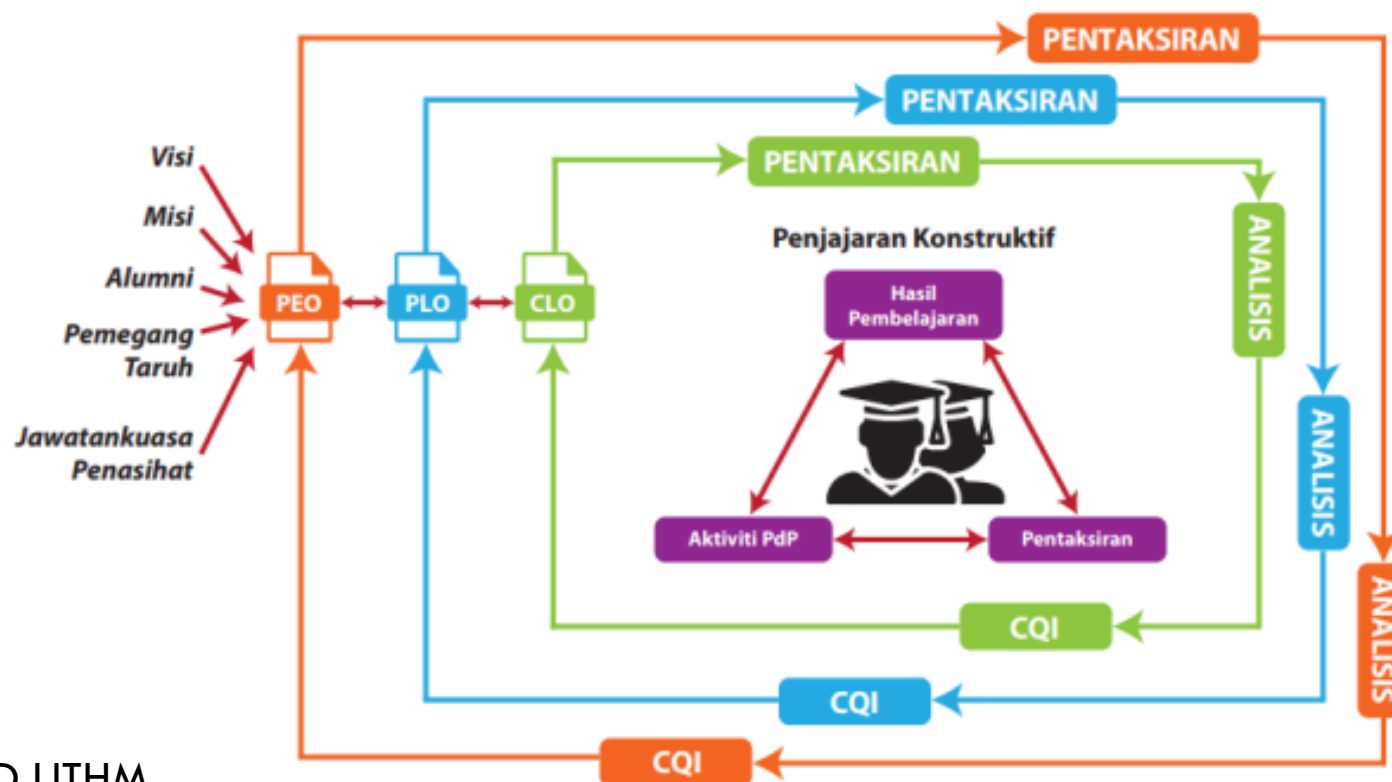 PENTAKSIRAN
PENTAKSIRAN
PENTAKSIRAN
Visi
Misi
Alumni
Pemegang
Taruh
Jawatankuasa
Penasihat
PEO
PLO
CLO
Penjajaran Konstruktif
Hasil
Pembelajaran
Aktiviti PdP
Pentaksiran
ANALISIS
ANALISIS
ANALISIS
CQI
CQI
CQI
UTHM